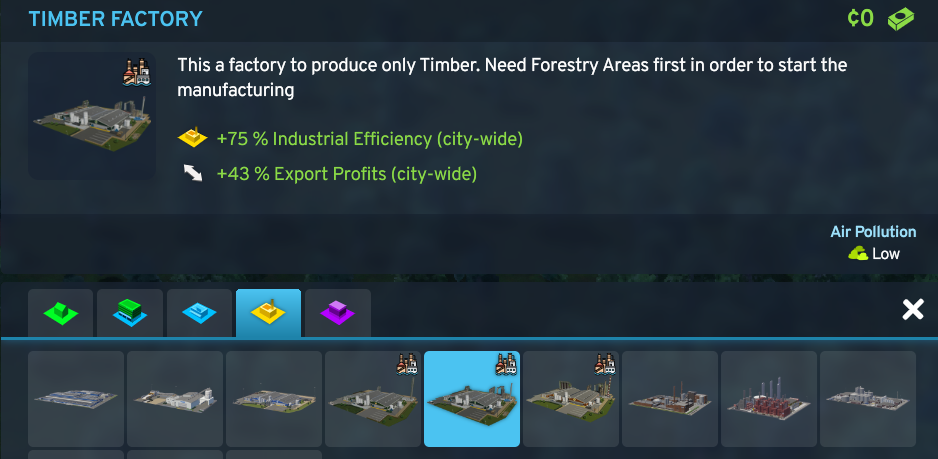 TIMBER FACTORY
¢0
This a factory to produce only Timber. Need Forestry Areas first in order to start the
manufacturing
+75 % Industrial Efficiency (city-wide)
+43 % Export Profits (city-wide)
Air Pollution
Low